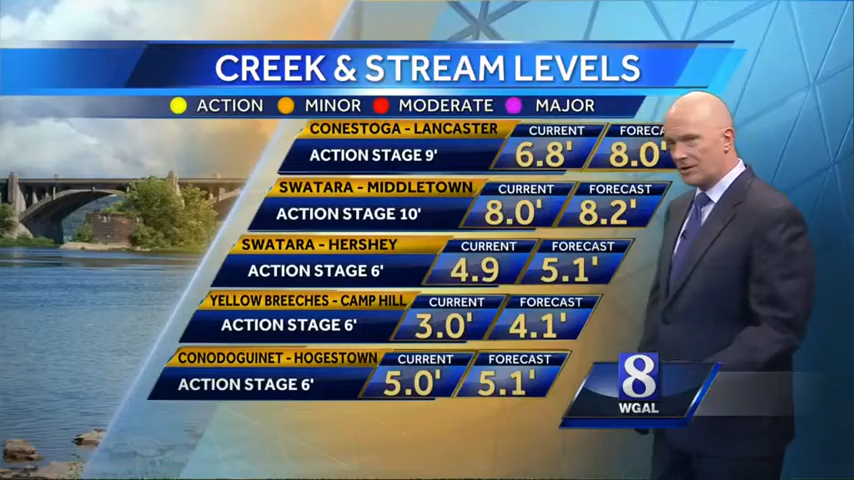 CREEK & STREAM LEVELS
ACTION MINOR MODERATE MAJOR
CONESTOGA - LANCASTER CURRENT FORECA
ACTION STAGE 9' 6.8' 8.0'
SWATARA - MIDDLETOWN CURRENT FORECAST
ACTION STAGE 10' 8.0' 8.2'
SWATARA - HERSHEY CURRENT FORECAST
ACTION STAGE 6' 4.9 5.1'
YELLOW BREECHES - CAMP HILL CURRENT FORECAST
ACTION STAGE 6' 3.0' 4.1'
CONODOGUINET - HOGESTOWN CURRENT FORECAST
ACTION STAGE 6' 5.0' 5.1'
8
WGAL